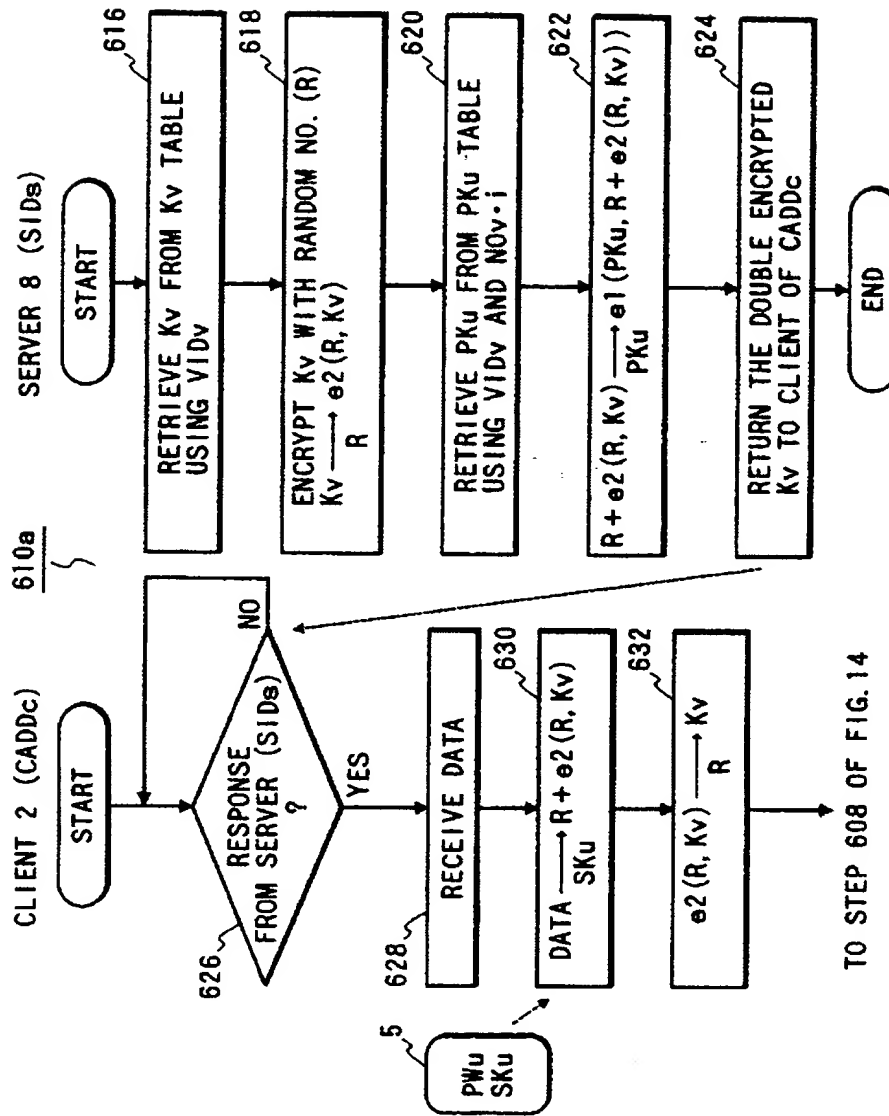 610a
CLIENT 2 (CADDc)
START
626
RESPONSE
FROM SERVER (SIDs)
?
NO
YES
628
RECEIVE DATA
5
PWu
SKu
630
DATA ⟶ R + e2 (R, Kv)
SKu
632
e2 (R, Kv) ⟶ Kv
R
TO STEP 608 OF FIG. 14
SERVER 8 (SIDs)
START
616
RETRIEVE Kv FROM Kv TABLE
USING VIDv
618
ENCRYPT Kv WITH RANDOM NO. (R)
Kv ⟶ e2 (R, Kv)
R
620
RETRIEVE PKu FROM PKu TABLE
USING VIDv AND NOv·i
622
R + e2 (R, Kv) ⟶ e1 (PKu, R + e2 (R, Kv))
PKu
624
RETURN THE DOUBLE ENCRYPTED
Kv TO CLIENT OF CADDc
END